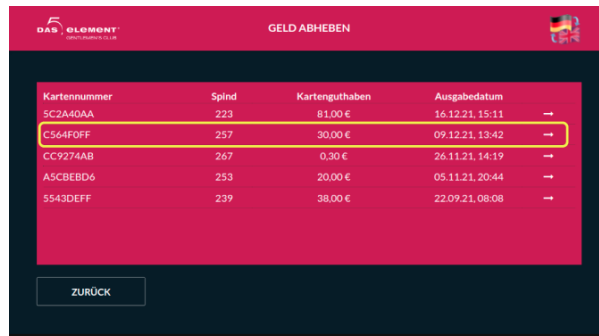 DAS ELEMENT
GENTLEMEN'S CLUB
GELD ABHEBEN
Kartennummer Spind Kartenguthaben Ausgabedatum
5C2A40AA 223 81,00 € 16.12.21, 15:11 →
C564F0FF 257 30,00 € 09.12.21, 13:42 →
CC9274AB 267 0,30 € 26.11.21, 14:19 →
A5CBEBD6 253 20,00 € 05.11.21, 20:44 →
5543DEFF 239 38,00 € 22.09.21, 08:08 →
ZURÜCK